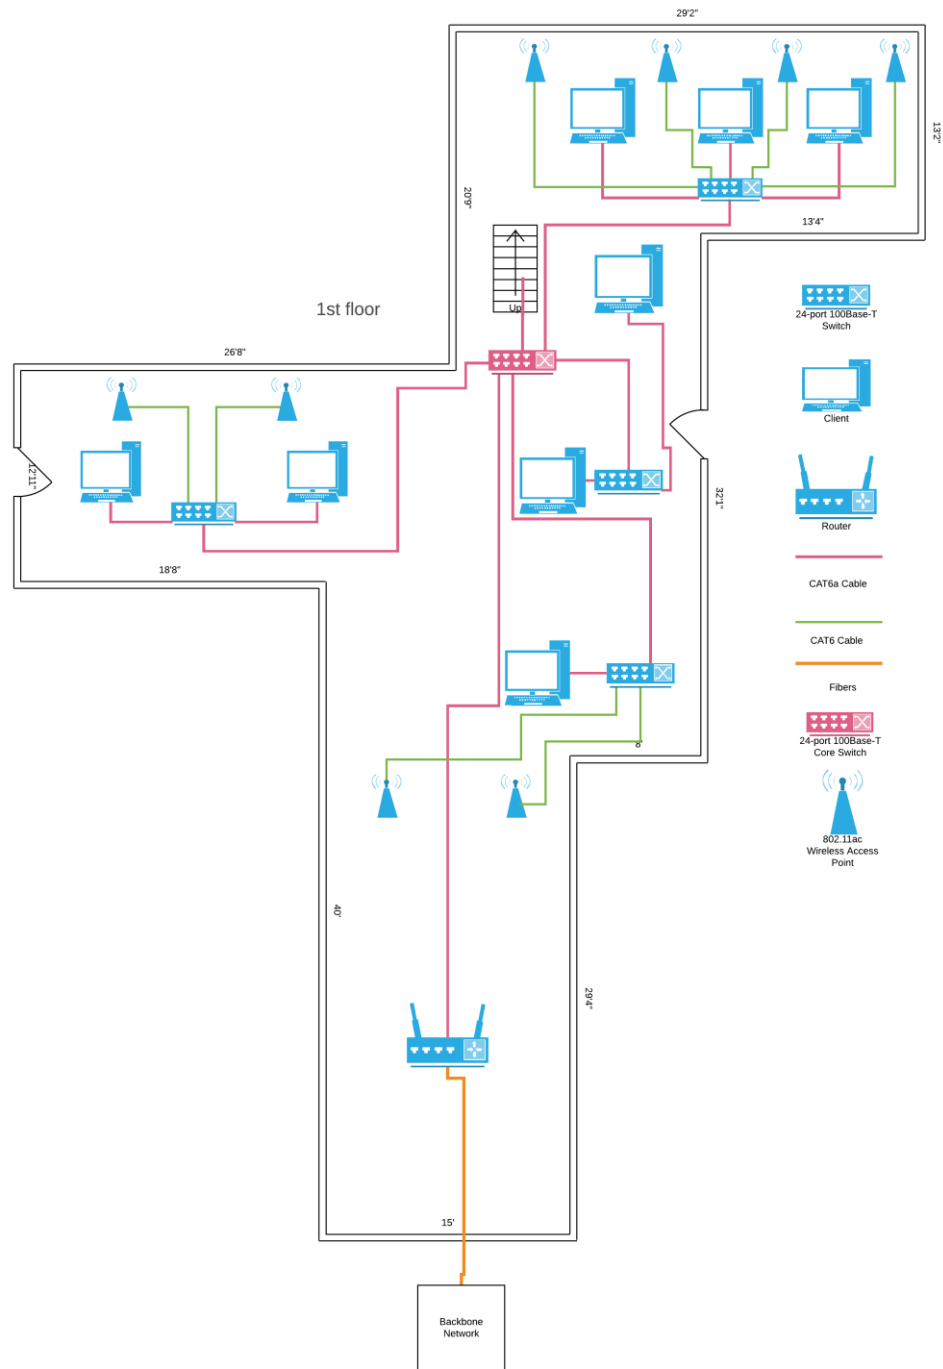 29'2"
13'2"
20'9"
13'4"
Up
1st floor
24-port 100Base-T
Switch
26'8"
Client
12'11"
32'1"
Router
18'8"
CAT6a Cable
CAT6 Cable
Fibers
24-port 100Base-T
Core Switch
8'
802.11ac
Wireless Access
Point
40'
29'4"
15'
Backbone
Network